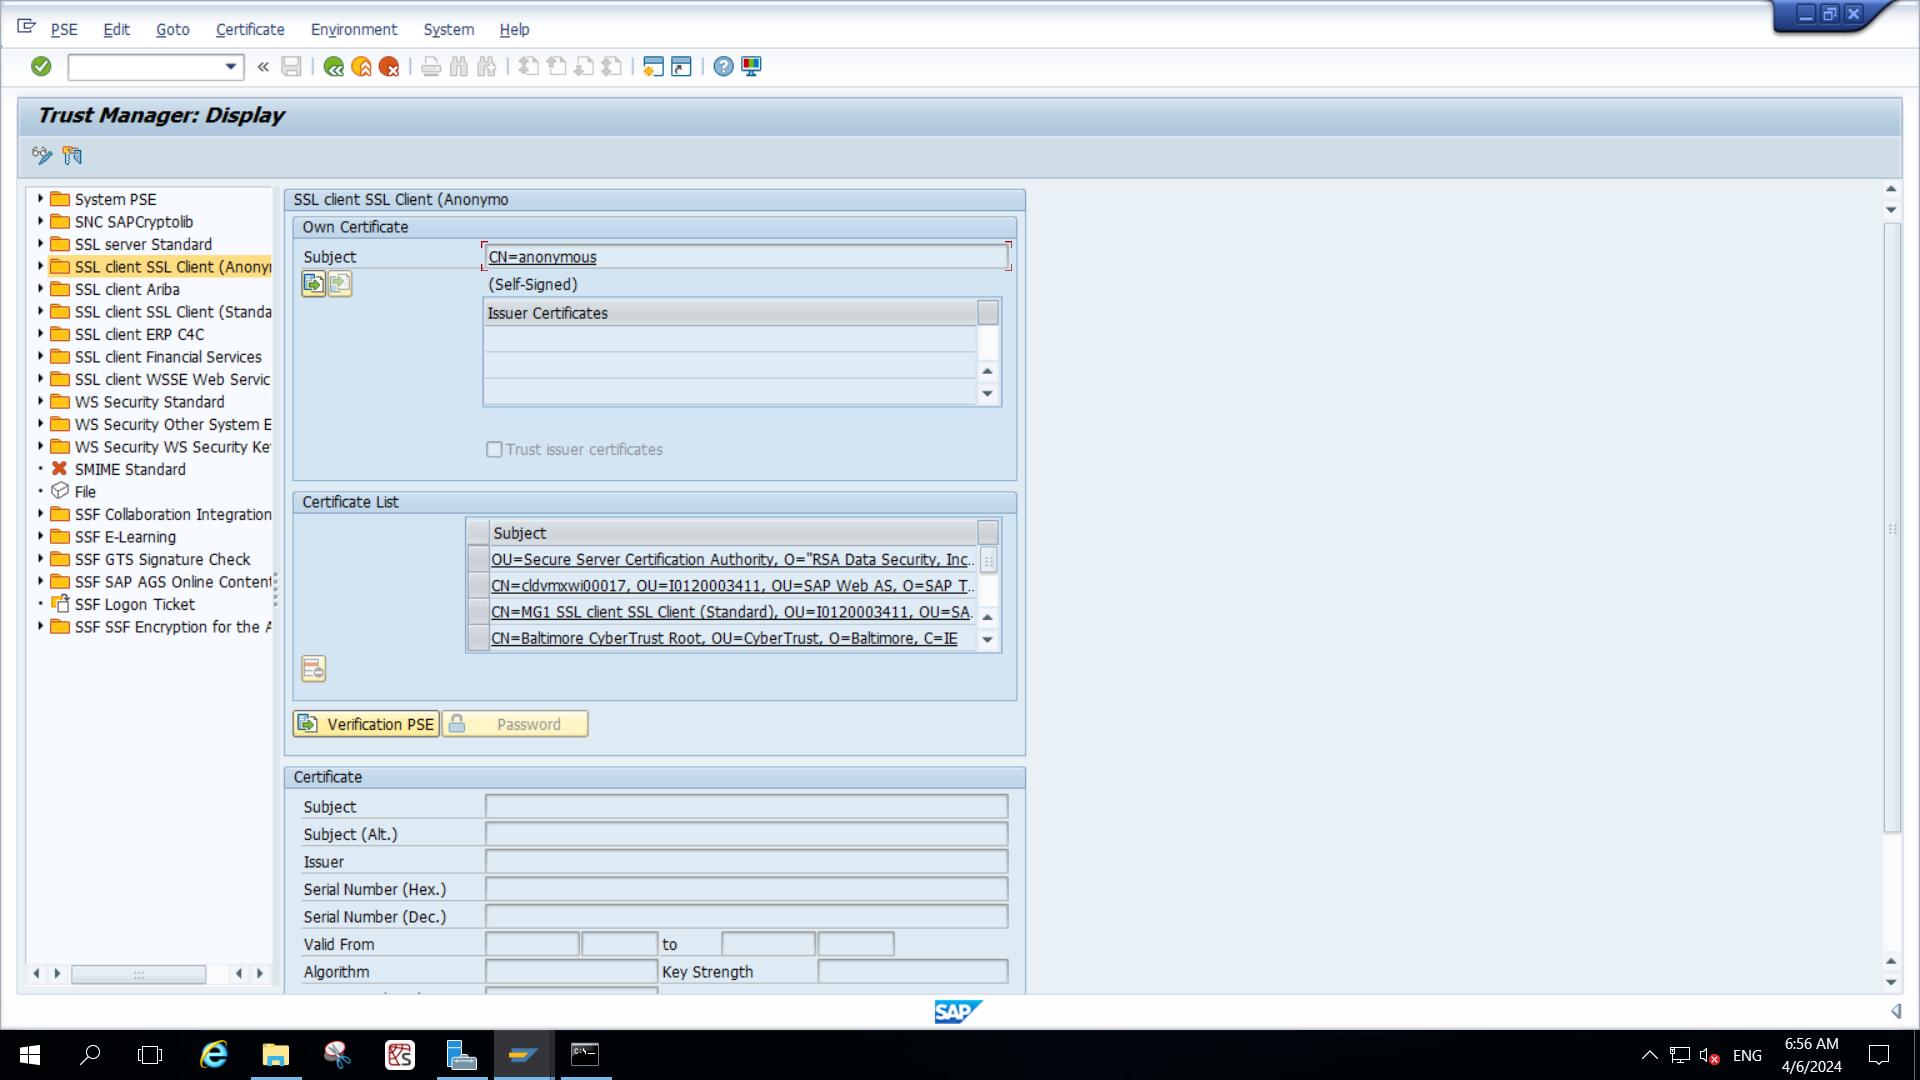 PSE Edit Goto Certificate Environment System Help
Trust Manager: Display
System PSE
SNC SAPCryptolib
SSL server Standard
SSL client SSL Client (Anony
SSL client Ariba
SSL client SSL Client (Standa
SSL client ERP C4C
SSL client Financial Services
SSL client WSSE Web Servic
WS Security Standard
WS Security Other System E
WS Security WS Security Ke
SMIME Standard
File
SSF Collaboration Integration
SSF E-Learning
SSF GTS Signature Check
SSF SAP AGS Online Content
SSF Logon Ticket
SSF SSF Encryption for the A
SSL client SSL Client (Anonymo
Own Certificate
Subject CN=anonymous
(Self-Signed)
Issuer Certificates
Trust issuer certificates
Certificate List
Subject
OU=Secure Server Certification Authority, O="RSA Data Security, Inc..
CN=cldvmxwi00017, OU=I0120003411, OU=SAP Web AS, O=SAP T..
CN=MG1 SSL client SSL Client (Standard), OU=I0120003411, OU=SA.
CN=Baltimore CyberTrust Root, OU=CyberTrust, O=Baltimore, C=IE
Verification PSE Password
Certificate
Subject
Subject (Alt.)
Issuer
Serial Number (Hex.)
Serial Number (Dec.)
Valid From to
Algorithm Key Strength
SAP
ENG
6:56 AM
4/6/2024